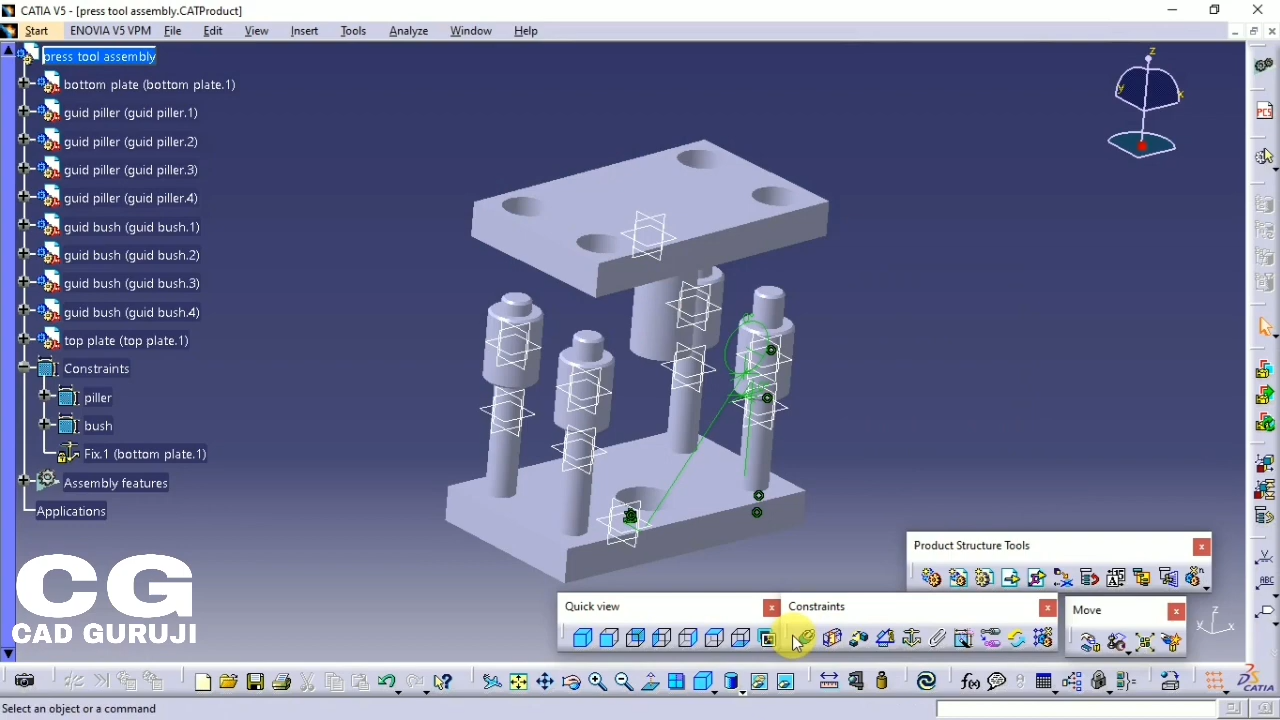 CATIA V5 - [press tool assembly.CATProduct]
Start ENOVIA V5 VPM File Edit View Insert Tools Analyze Window Help
press tool assembly
bottom plate (bottom plate.1)
guid piller (guid piller.1)
guid piller (guid piller.2)
guid piller (guid piller.3)
guid piller (guid piller.4)
guid bush (guid bush.1)
guid bush (guid bush.2)
guid bush (guid bush.3)
guid bush (guid bush.4)
top plate (top plate.1)
Constraints
piller
bush
Fix.1 (bottom plate.1)
Assembly features
Applications
z
y
x
PCS
ABC
CG
CAD GURUJI
Product Structure Tools
Quick view
Constraints
Move
z
f(x)
CATIA
Select an object or a command